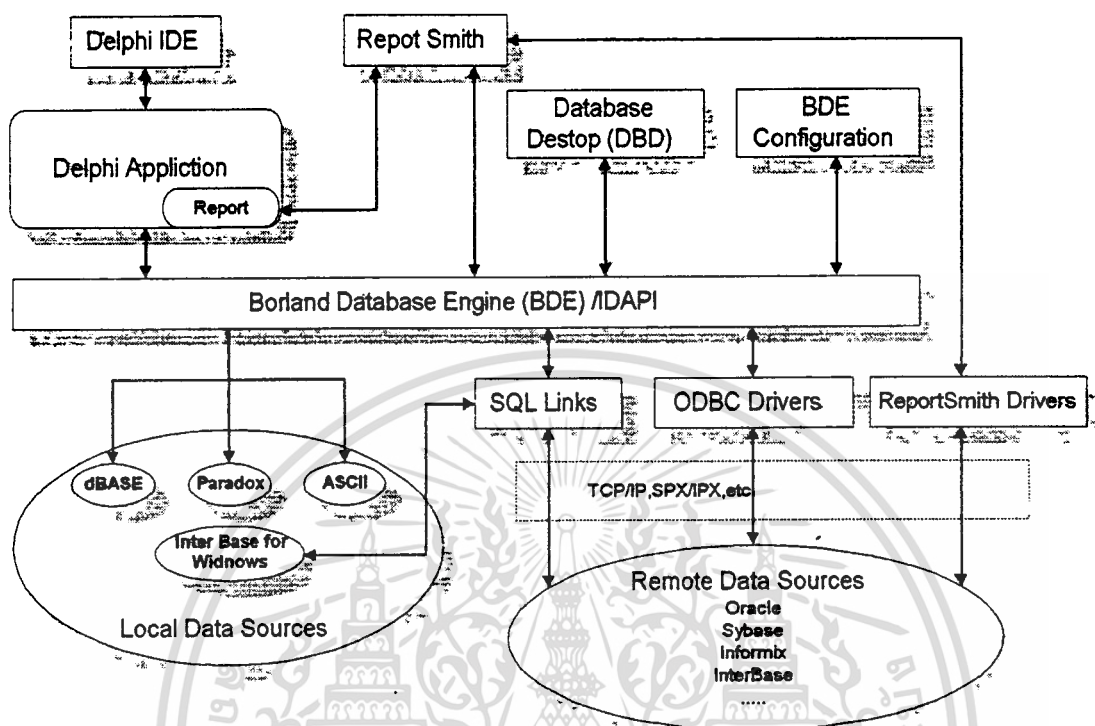 Delphi IDE
Repot Smith
Database
Destop (DBD)
BDE
Configuration
Delphi Appliction
Report
Borland Database Engine (BDE) /IDAPI
SQL Links
ODBC Drivers
ReportSmith Drivers
dBASE
Paradox
ASCII
TCP/IP,SPX/IPX,etc
Inter Base for
Widnows
Local Data Sources
Remote Data Sources
Oracle
Sybase
Informix
InterBase
.....